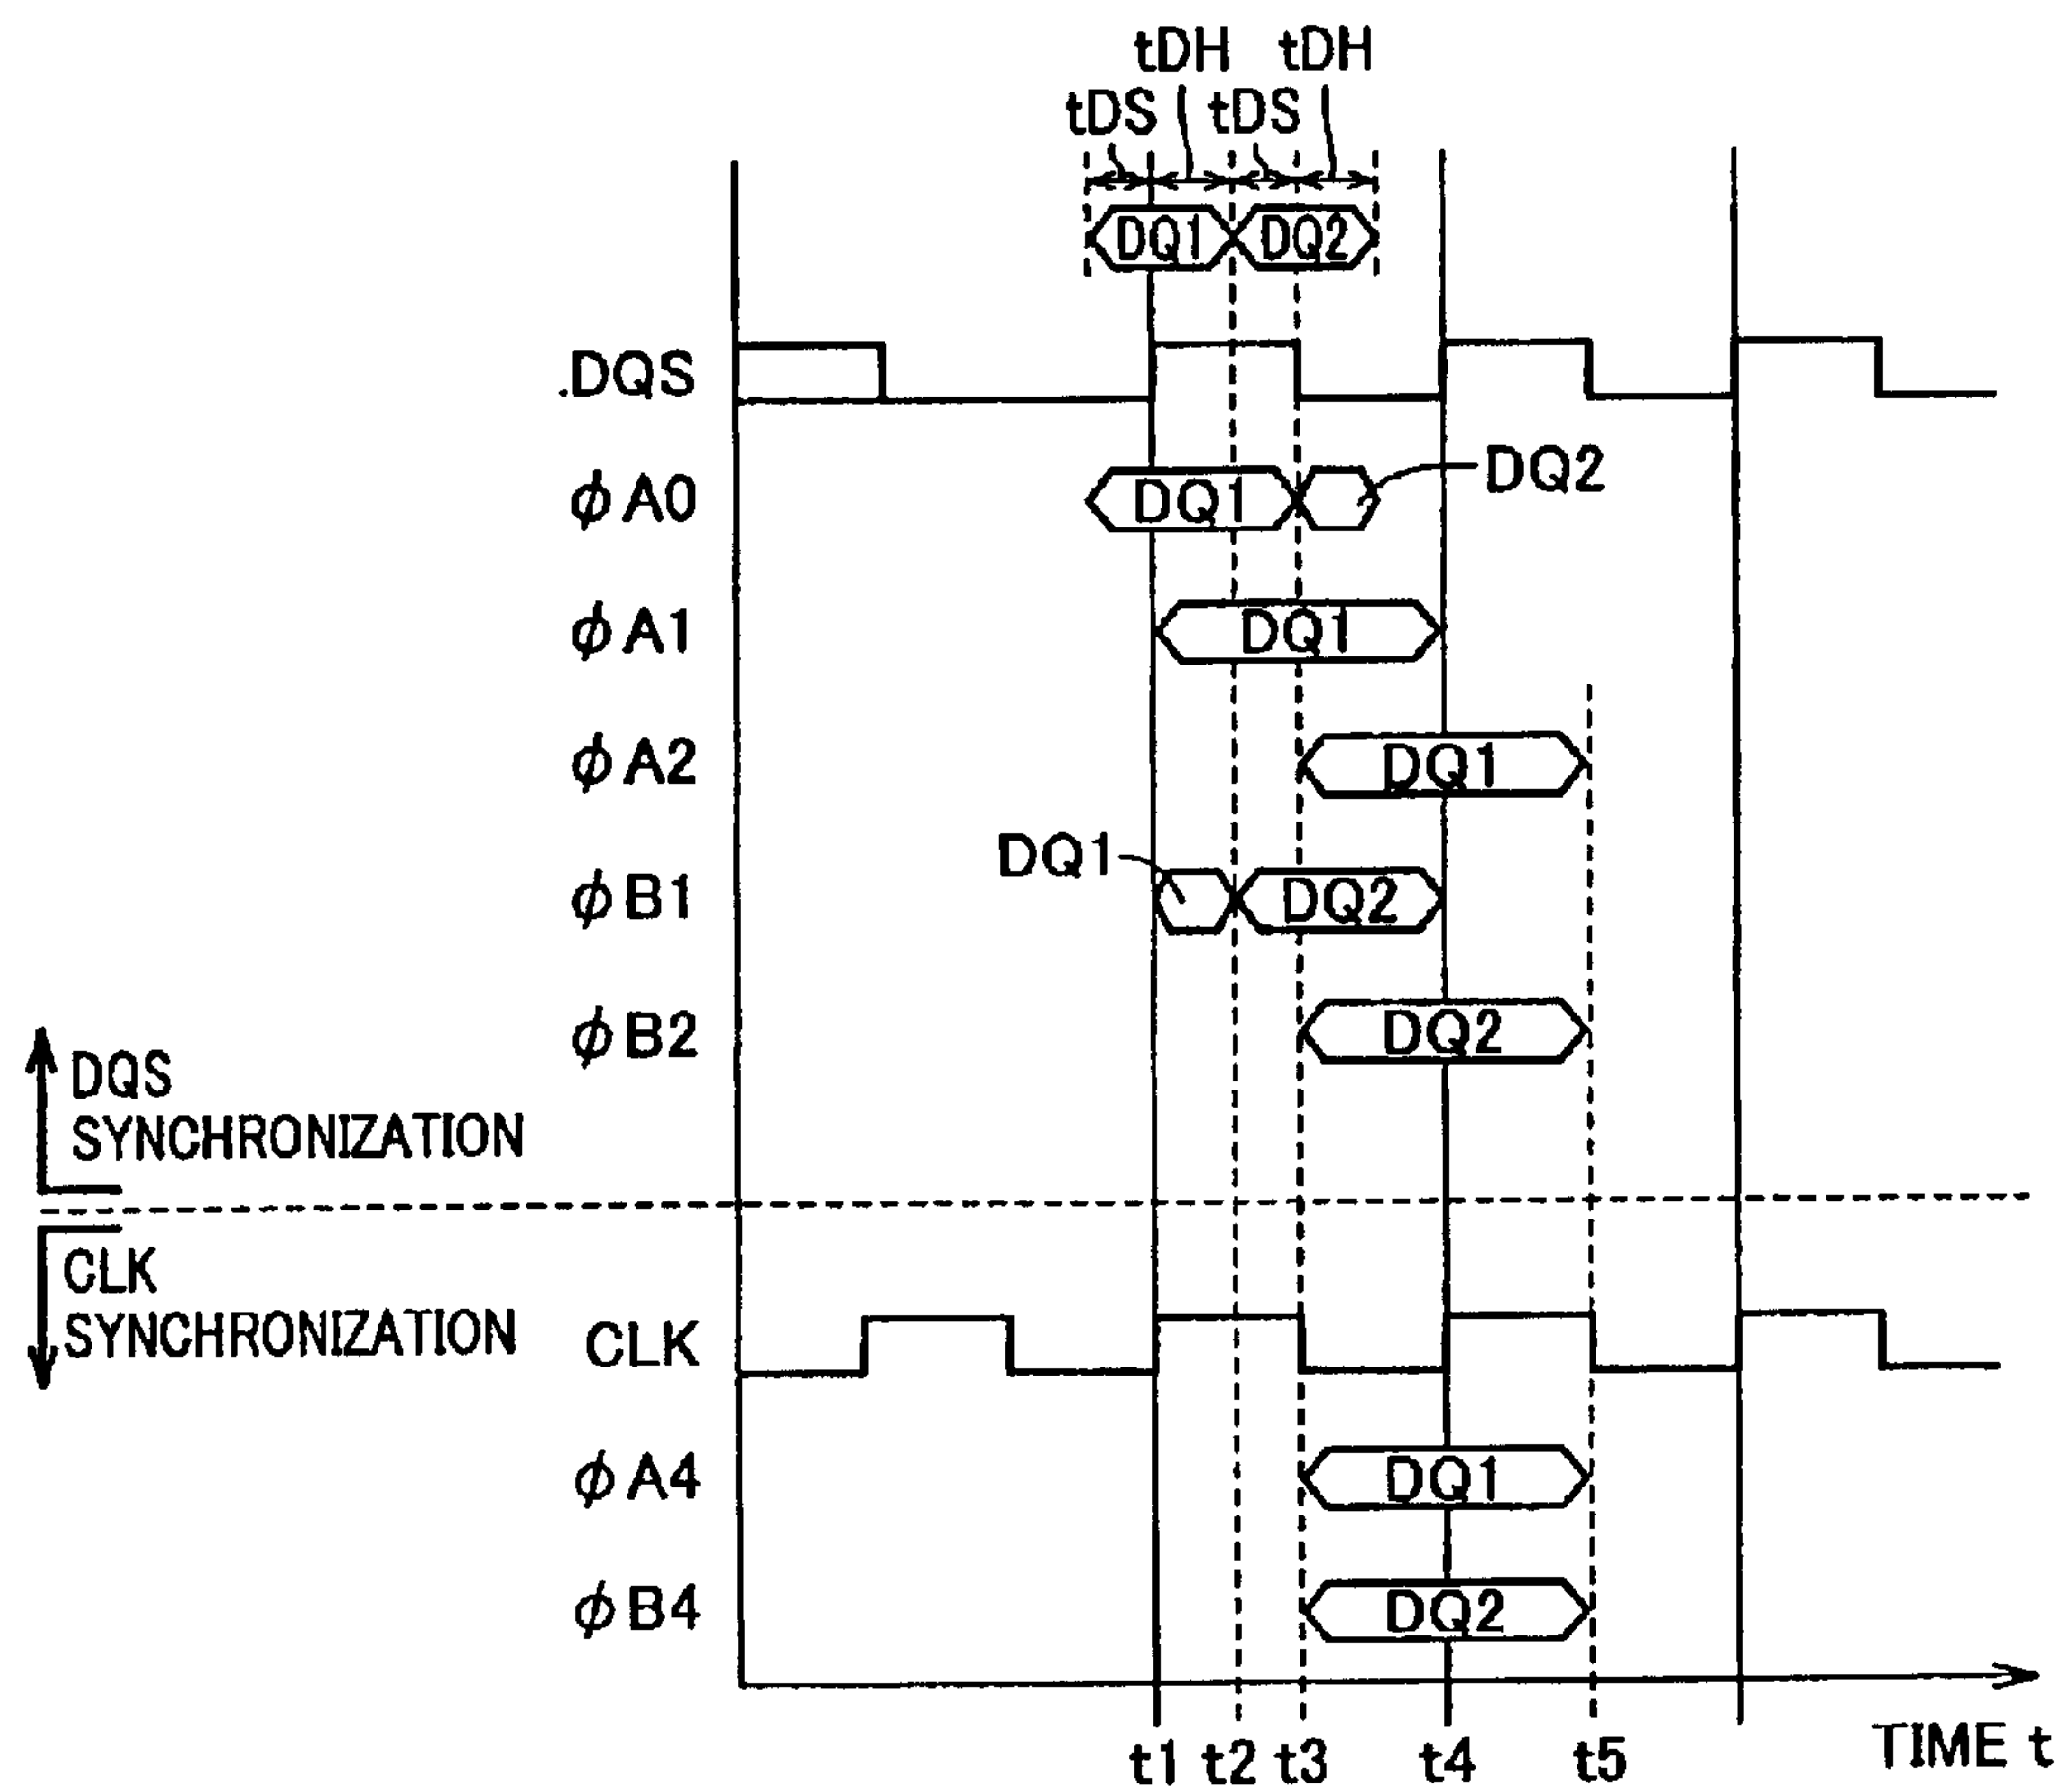 tDH tDH
tDS tDS
DQ1 DQ2
.DQS
φA0 DQ1 DQ2
φA1 DQ1
φA2 DQ1
DQ1
φB1 DQ2
φB2 DQ2
DQS
SYNCHRONIZATION
CLK
SYNCHRONIZATION
CLK
φA4 DQ1
φB4 DQ2
t1 t2 t3 t4 t5 TIME t